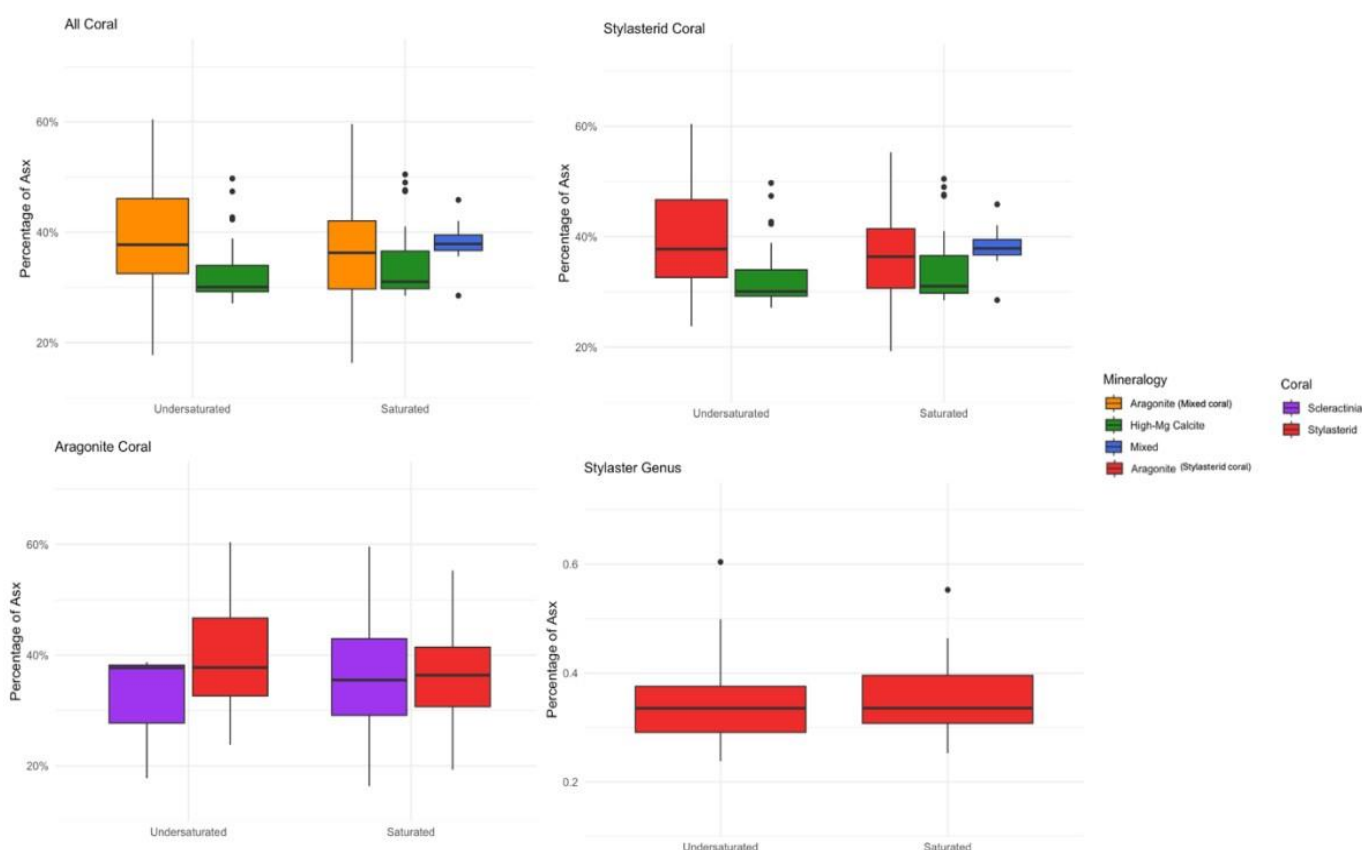 All Coral
Percentage of Asx
60%
40%
20%
Undersaturated Saturated
Stylasterid Coral
Percentage of Asx
60%
40%
20%
Undersaturated Saturated
Mineralogy
Aragonite (Mixed coral)
High-Mg Calcite
Mixed
Aragonite (Stylasterid coral)
Coral
Scleractinia
Stylasterid
Aragonite Coral
Percentage of Asx
60%
40%
20%
Undersaturated Saturated
Stylaster Genus
Percentage of Asx
0.6
0.4
0.2
Undersaturated Saturated